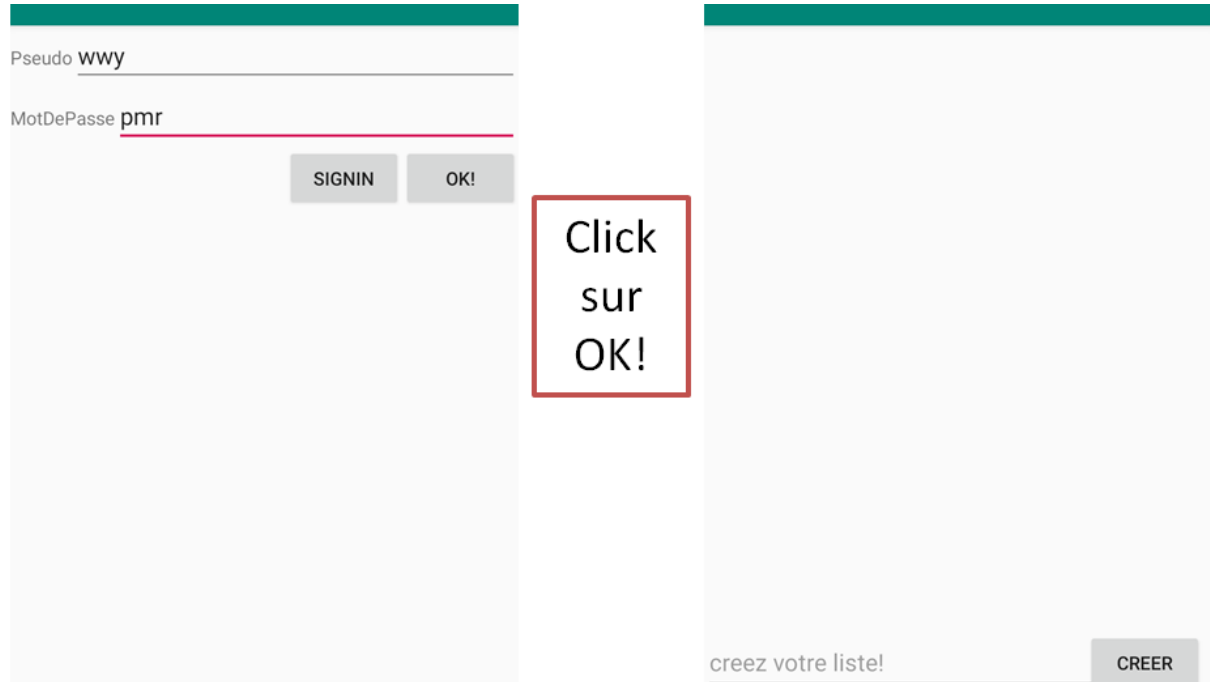 Pseudo wwy
MotDePasse pmr
SIGNIN OK!
Click
sur
OK!
creez votre liste! CREER